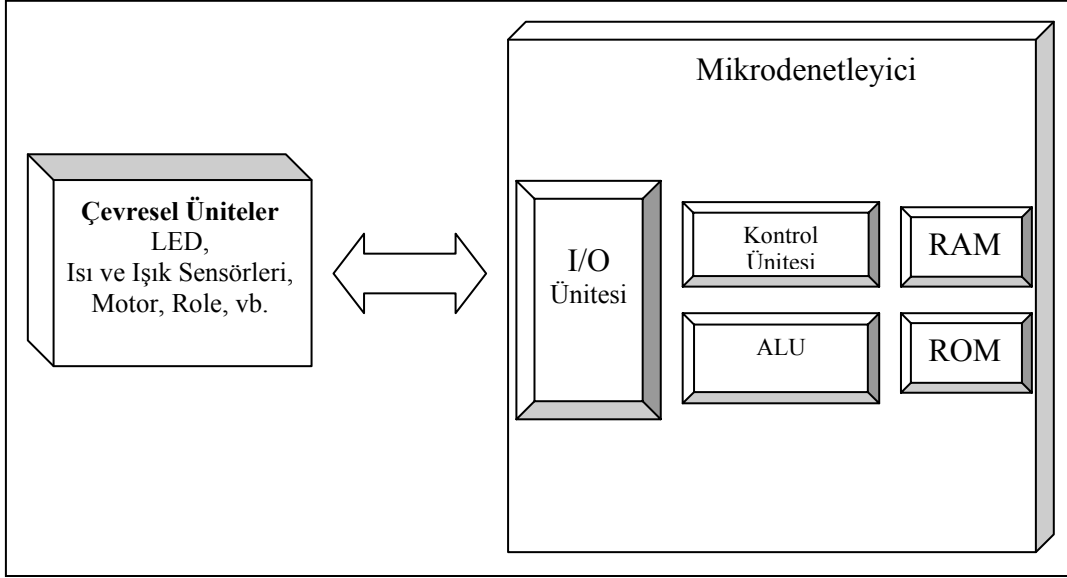 Mikrodenetleyici
Çevresel Üniteler
LED,
Isı ve Işık Sensörleri,
Motor, Role, vb.
I/O
Ünitesi
Kontrol
Ünitesi
RAM
ALU
ROM